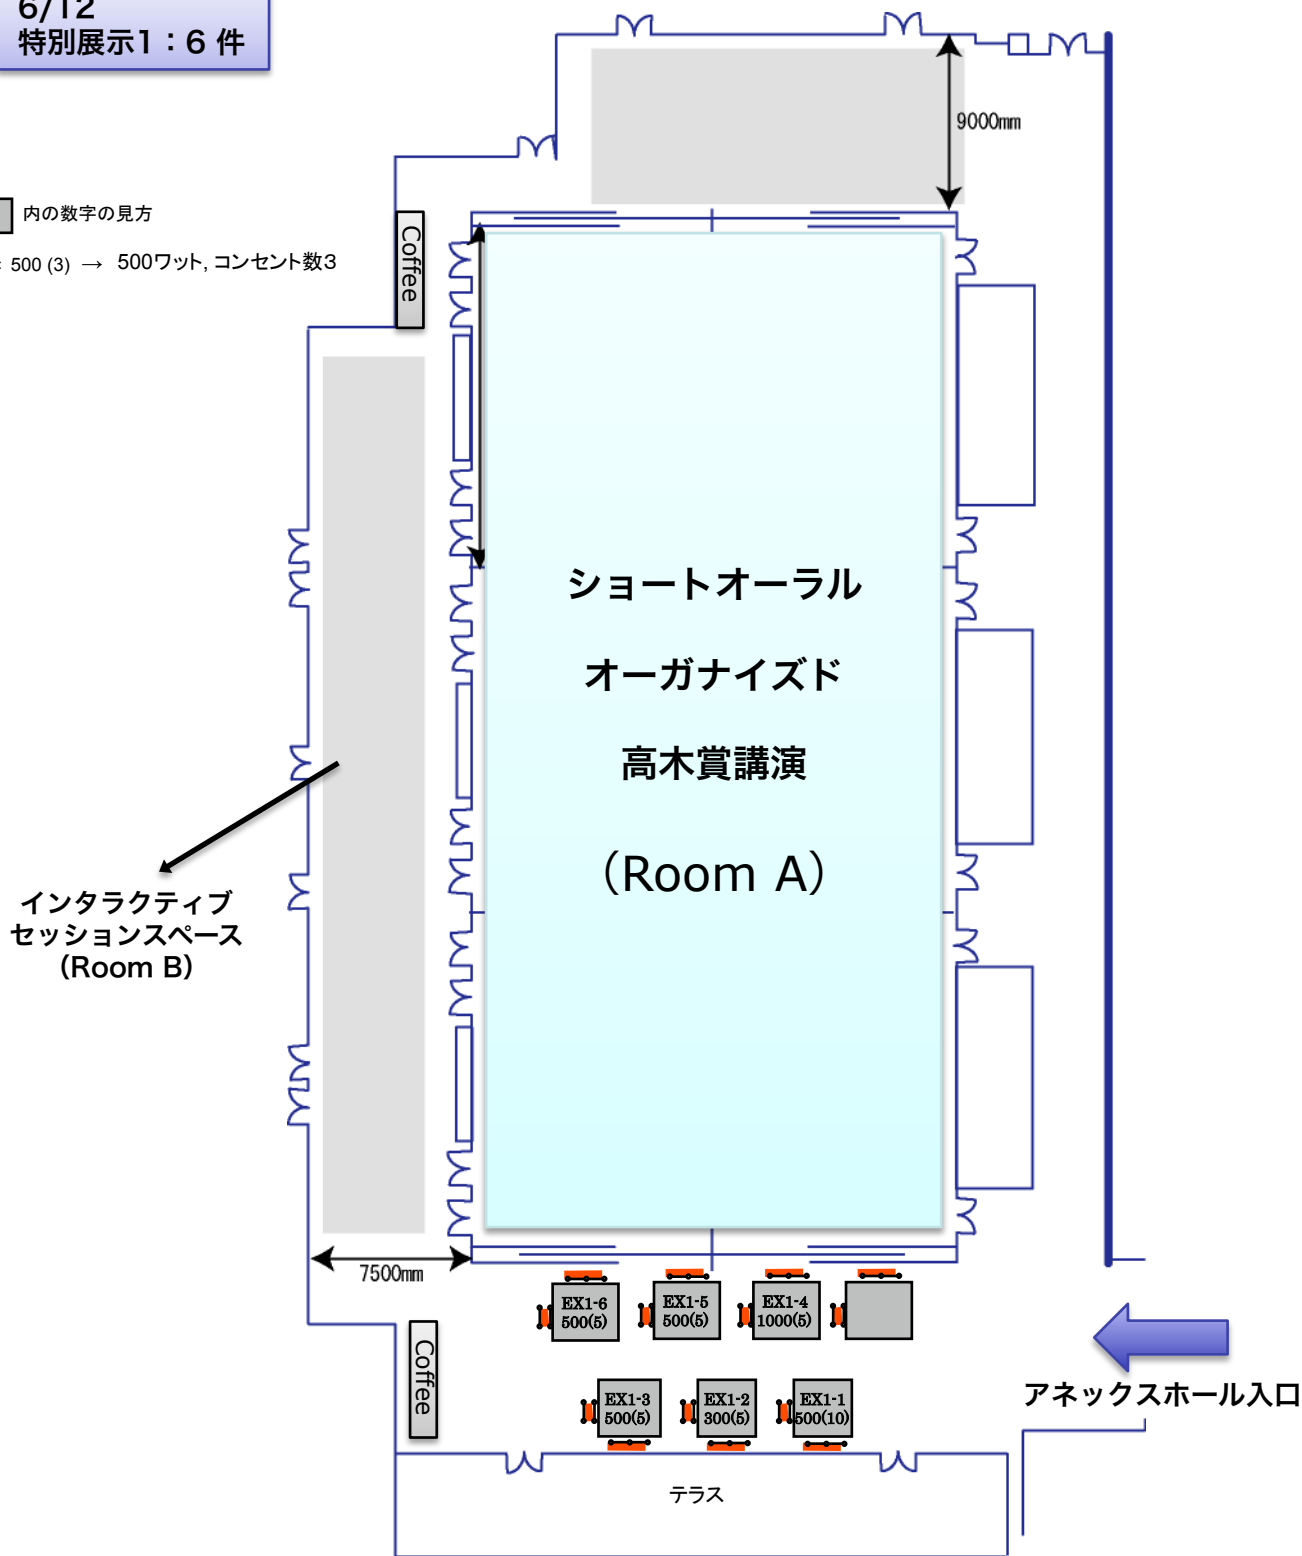 6/12
特別展示1：6 件
9000mm
内の数字の見方
500 (3) → 500ワット, コンセント数3
Coffee
ショートオーラル
オーガナイズド
高木賞講演
（Room A）
インタラクティブ
セッションスペース
（Room B）
7500mm
EX1-6
500(5)
EX1-5
500(5)
EX1-4
1000(5)
Coffee
アネックスホール入口
EX1-3
500(5)
EX1-2
300(5)
EX1-1
500(10)
テラス